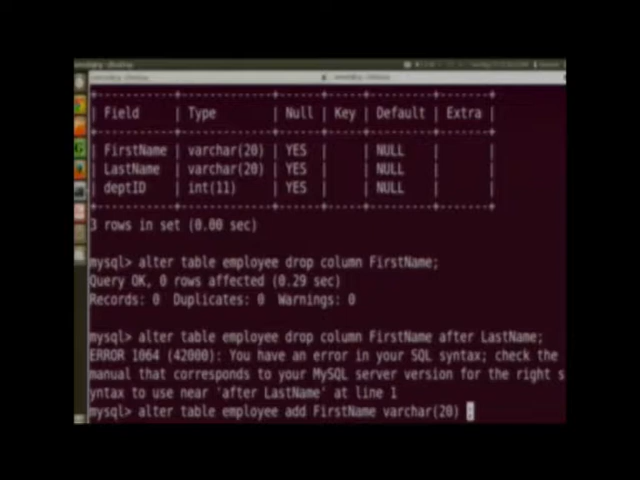 | Field | Type | Null | Key | Default | Extra |
| FirstName | varchar(20) | YES | | NULL | |
| LastName | varchar(20) | YES | | NULL | |
| deptID | int(11) | YES | | NULL | |
3 rows in set (0.00 sec)
mysql> alter table employee drop column FirstName;
Query OK, 0 rows affected (0.29 sec)
Records: 0 Duplicates: 0 Warnings: 0
mysql> alter table employee drop column FirstName after LastName;
ERROR 1064 (42000): You have an error in your SQL syntax; check the
manual that corresponds to your MySQL server version for the right s
yntax to use near 'after LastName' at line 1
mysql> alter table employee add FirstName varchar(20) ;